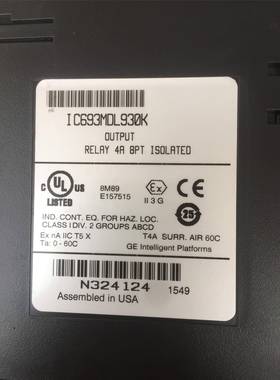 IC693MDL930K
OUTPUT
RELAY 4A 8PT ISOLATED
C UL US
LISTED
8M89
E157515
Ex
II 3 G
25
IND. CONT. EQ. FOR HAZ. LOC.
CLASS I DIV. 2 GROUPS ABCD
Ex nA IIC T5 X
T4A SURR. AIR 60C
Ta: 0 - 60C
GE Intelligent Platforms
N324124
1549
Assembled in USA